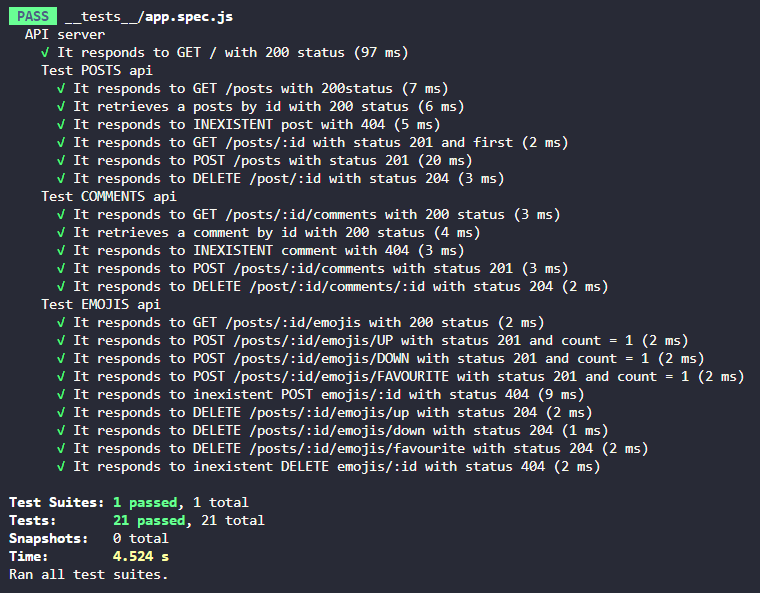 PASS __tests__/app.spec.js
API server
√ It responds to GET / with 200 status (97 ms)
Test POSTS api
√ It responds to GET /posts with 200status (7 ms)
√ It retrieves a posts by id with 200 status (6 ms)
√ It responds to INEXISTENT post with 404 (5 ms)
√ It responds to GET /posts/:id with status 201 and first (2 ms)
√ It responds to POST /posts with status 201 (20 ms)
√ It responds to DELETE /post/:id with status 204 (3 ms)
Test COMMENTS api
√ It responds to GET /posts/:id/comments with 200 status (3 ms)
√ It retrieves a comment by id with 200 status (4 ms)
√ It responds to INEXISTENT comment with 404 (3 ms)
√ It responds to POST /posts/:id/comments with status 201 (3 ms)
√ It responds to DELETE /post/:id/comments/:id with status 204 (2 ms)
Test EMOJIS api
√ It responds to GET /posts/:id/emojis with 200 status (2 ms)
√ It responds to POST /posts/:id/emojis/UP with status 201 and count = 1 (2 ms)
√ It responds to POST /posts/:id/emojis/DOWN with status 201 and count = 1 (2 ms)
√ It responds to POST /posts/:id/emojis/FAVOURITE with status 201 and count = 1 (2 ms)
√ It responds to inexistent POST emojis/:id with status 404 (9 ms)
√ It responds to DELETE /posts/:id/emojis/up with status 204 (2 ms)
√ It responds to DELETE /posts/:id/emojis/down with status 204 (1 ms)
√ It responds to DELETE /posts/:id/emojis/favourite with status 204 (2 ms)
√ It responds to inexistent DELETE emojis/:id with status 404 (2 ms)
Test Suites: 1 passed, 1 total
Tests: 21 passed, 21 total
Snapshots: 0 total
Time: 4.524 s
Ran all test suites.